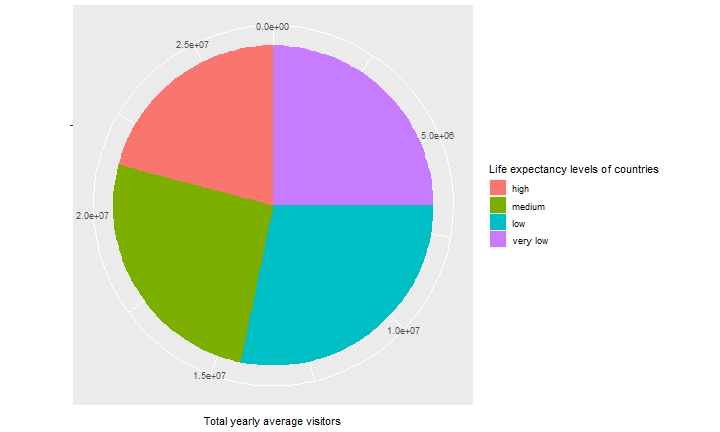 0.0e+00
2.5e+07
5.0e+06
2.0e+07
1.0e+07
1.5e+07
Total yearly average visitors
Life expectancy levels of countries
high
medium
low
very low